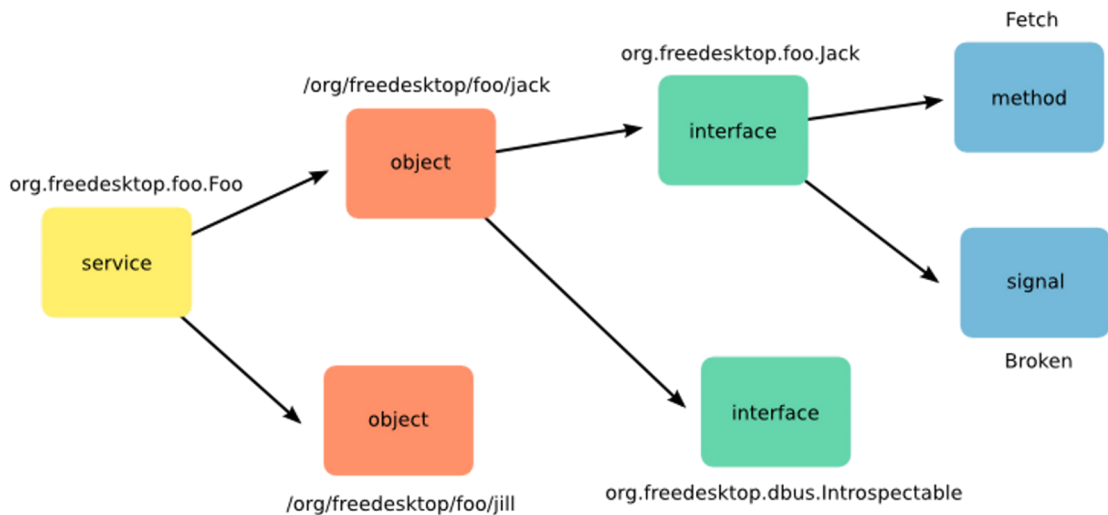 Fetch
org.freedesktop.foo.Jack
method
/org/freedesktop/foo/jack
interface
object
org.freedesktop.foo.Foo
service
signal
Broken
object
interface
/org/freedesktop/foo/jill
org.freedesktop.dbus.Introspectable